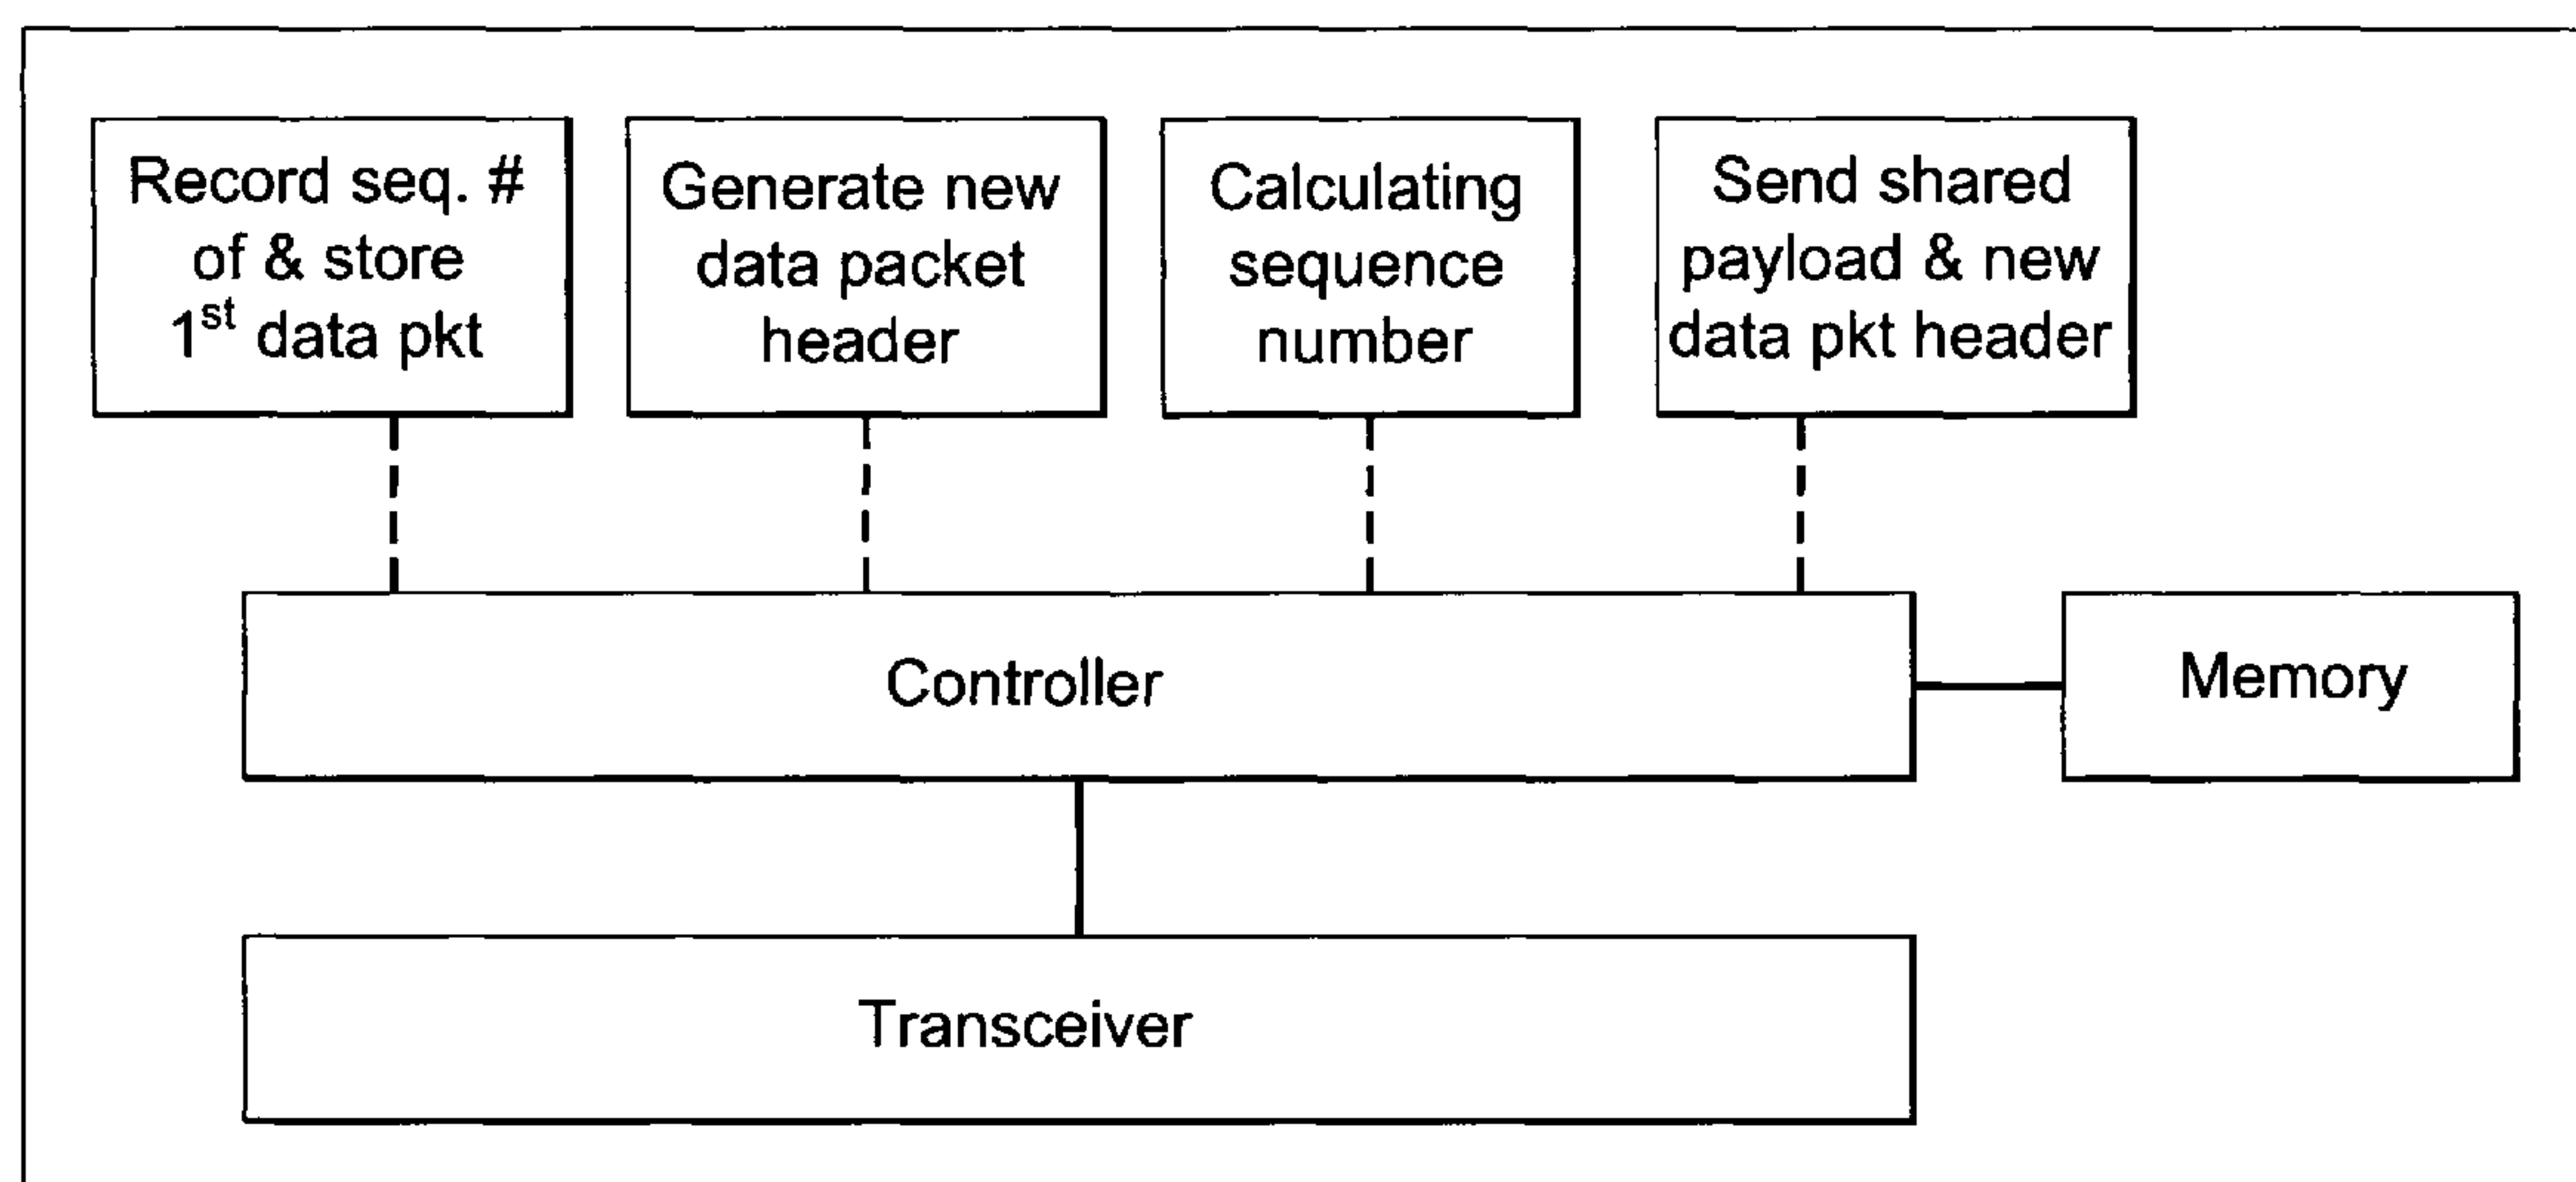 Record seq. #
of & store
1st data pkt
Generate new
data packet
header
Calculating
sequence
number
Send shared
payload & new
data pkt header
Controller
Memory
Transceiver